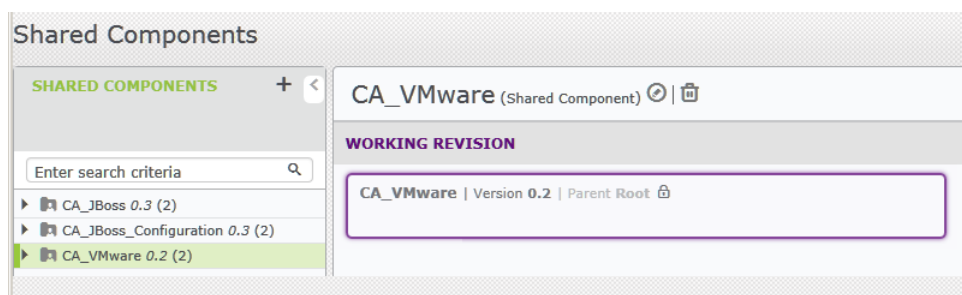 Shared Components
SHARED COMPONENTS
Enter search criteria
CA_JBoss 0.3 (2)
CA_JBoss_Configuration 0.3 (2)
CA_VMware 0.2 (2)
CA_VMware (Shared Component)
WORKING REVISION
CA_VMware | Version 0.2 | Parent Root